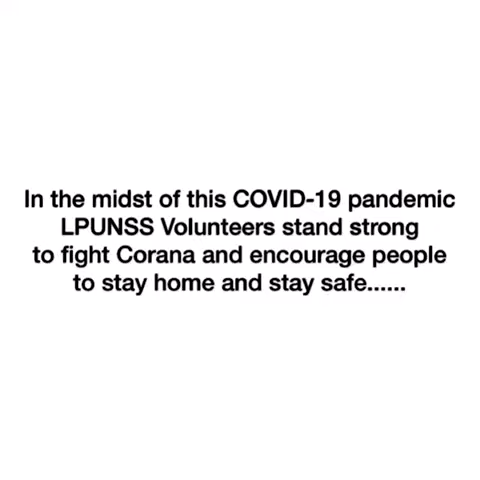 In the midst of this COVID-19 pandemic
LPUNSS Volunteers stand strong
to fight Corana and encourage people
to stay home and stay safe......